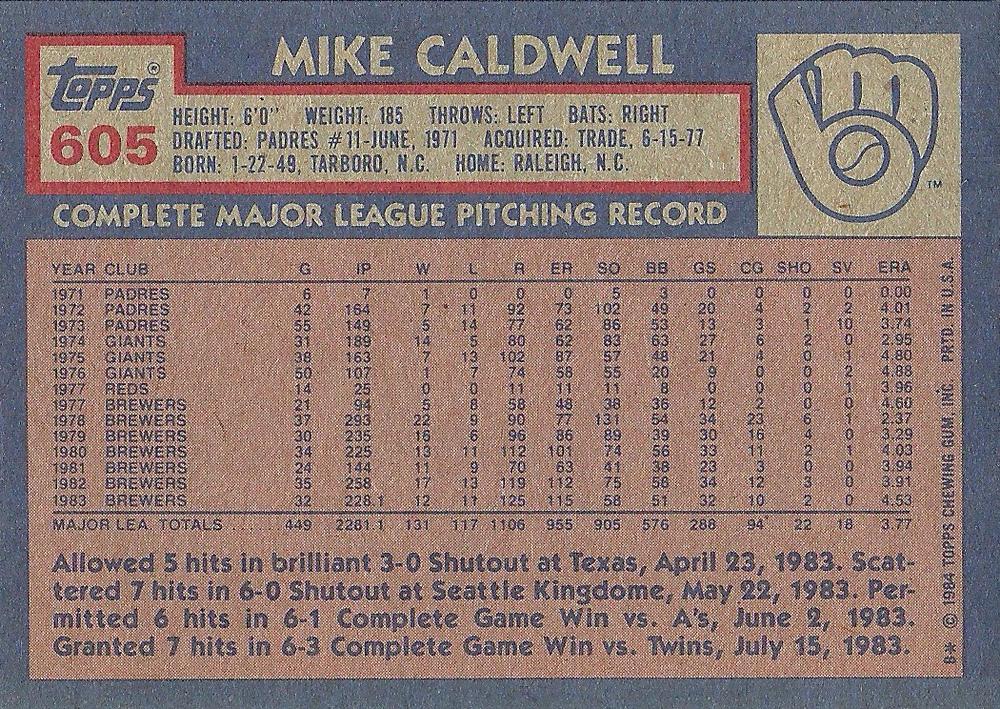 MIKE CALDWELL
TOPPS®
605
HEIGHT: 6'0" WEIGHT: 185 THROWS: LEFT BATS: RIGHT
DRAFTED: PADRES #11-JUNE, 1971 ACQUIRED: TRADE, 6-15-77
BORN: 1-22-49, TARBORO, N.C. HOME: RALEIGH, N.C.
TM
COMPLETE MAJOR LEAGUE PITCHING RECORD
YEAR CLUB G IP W L R ER SO BB GS CG SHO SV ERA
1971 PADRES 6 7 1 0 0 0 5 3 0 0 0 0 0.00
1972 PADRES 42 164 7 11 92 73 102 49 20 4 2 2 4.01
1973 PADRES 55 149 5 14 77 62 86 53 13 3 1 10 3.74
1974 GIANTS 31 189 14 5 80 62 83 63 27 6 2 0 2.95
1975 GIANTS 38 163 7 13 102 87 57 48 21 4 0 1 4.80
1976 GIANTS 50 107 1 7 74 58 55 20 9 0 0 2 4.88
1977 REDS 14 25 0 0 11 11 11 8 0 0 0 1 3.96
1977 BREWERS 21 94 5 8 58 48 38 36 12 2 0 0 4.60
1978 BREWERS 37 293 22 9 90 77 131 54 34 23 6 1 2.37
1979 BREWERS 30 235 16 6 96 86 89 39 30 16 4 0 3.29
1980 BREWERS 34 225 13 11 112 101 74 56 33 11 2 1 4.03
1981 BREWERS 24 144 11 9 70 63 41 38 23 3 0 0 3.94
1982 BREWERS 35 258 17 13 119 112 75 58 34 12 3 0 3.91
1983 BREWERS 32 228.1 12 11 125 115 58 51 32 10 2 0 4.53
MAJOR LEA. TOTALS ...... 449 2281.1 131 117 1106 955 905 576 288 94 22 18 3.77
Allowed 5 hits in brilliant 3-0 Shutout at Texas, April 23, 1983. Scat-
tered 7 hits in 6-0 Shutout at Seattle Kingdome, May 22, 1983. Per-
mitted 6 hits in 6-1 Complete Game Win vs. A's, June 2, 1983.
Granted 7 hits in 6-3 Complete Game Win vs. Twins, July 15, 1983.
B* © 1984 TOPPS CHEWING GUM, INC. PRTD. IN U.S.A.